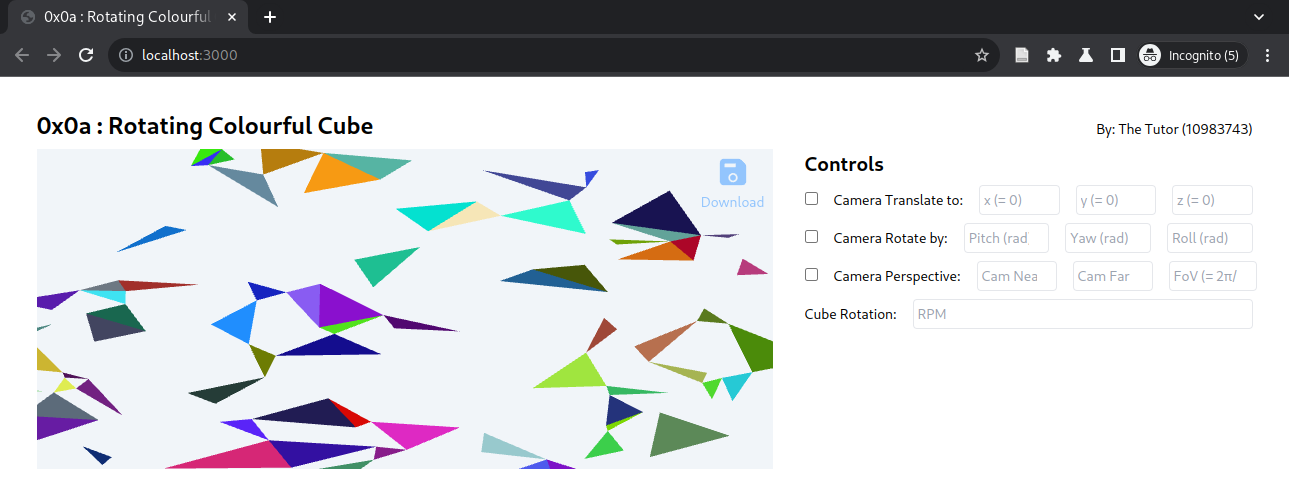 0x0a : Rotating Colourful
localhost:3000
Incognito (5)
0x0a : Rotating Colourful Cube
By: The Tutor (10983743)
Download
Controls
Camera Translate to: x (= 0) y (= 0) z (= 0)
Camera Rotate by: Pitch (rad Yaw (rad) Roll (rad)
Camera Perspective: Cam Nea Cam Far FoV (= 2π/
Cube Rotation: RPM